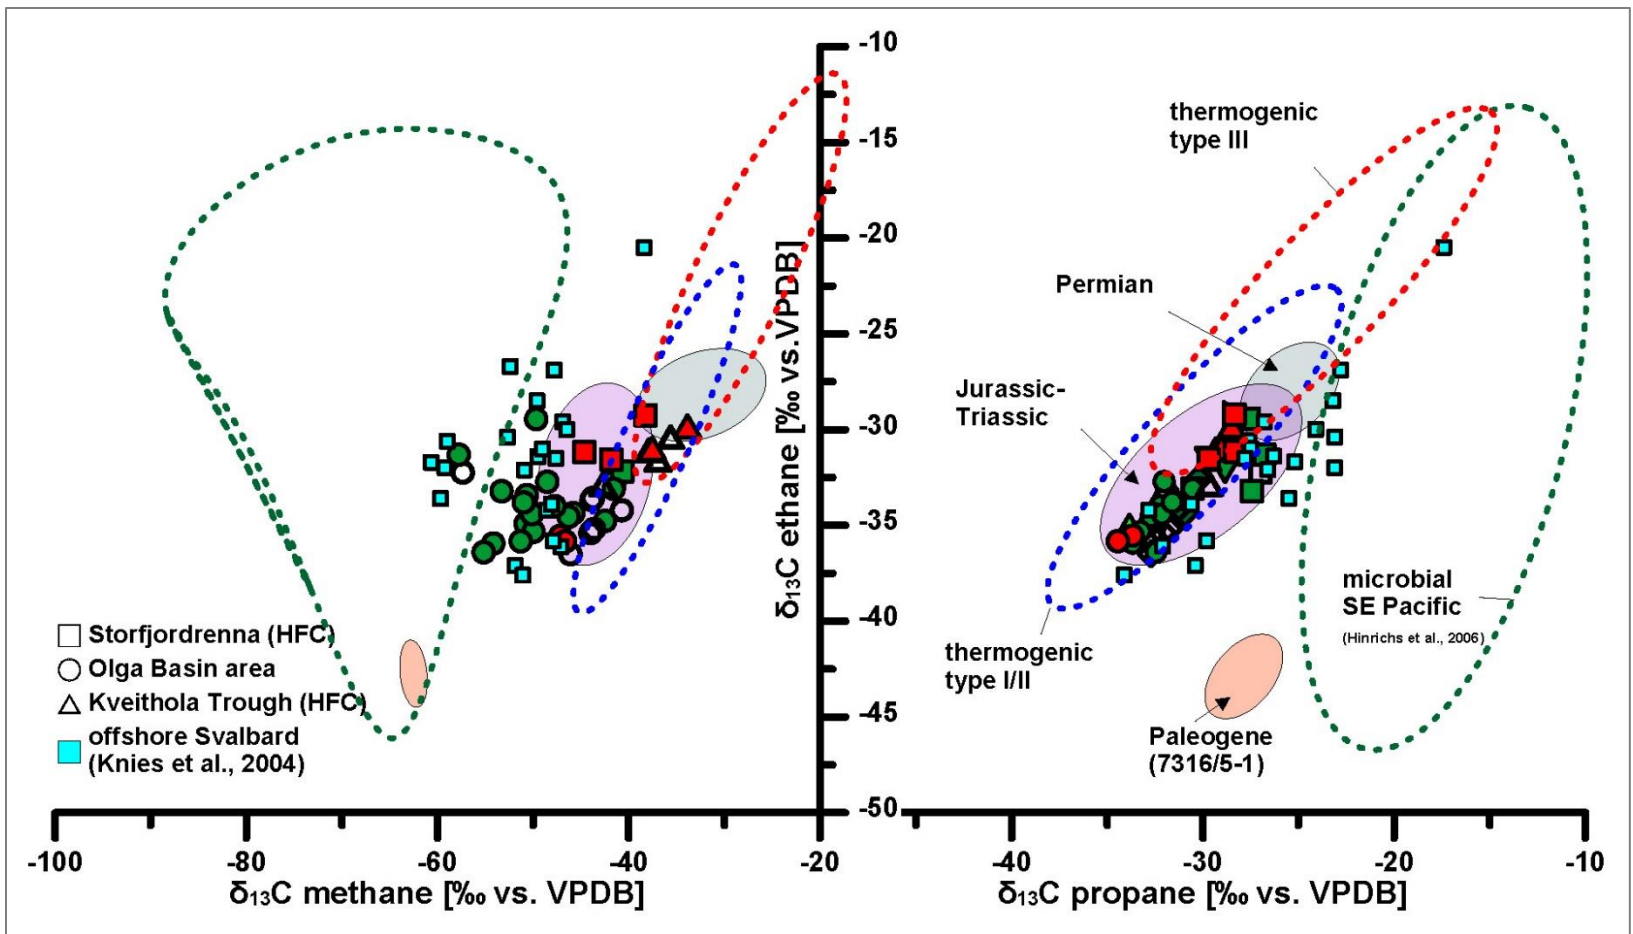 -10
-15
-20
-25
-30
-35
-40
-45
-50
δ13C ethane [‰ vs. VPDB]
Storfjordrenna (HFC)
Olga Basin area
Kveithola Trough (HFC)
offshore Svalbard
(Knies et al., 2004)
-100
-80
-60
-40
-20
δ13C methane [‰ vs. VPDB]
thermogenic
type III
Permian
Jurassic-
Triassic
thermogenic
type I/II
Paleogene
(7316/5-1)
microbial
SE Pacific
(Hinrichs et al., 2006)
-40
-30
-20
-10
δ13C propane [‰ vs. VPDB]